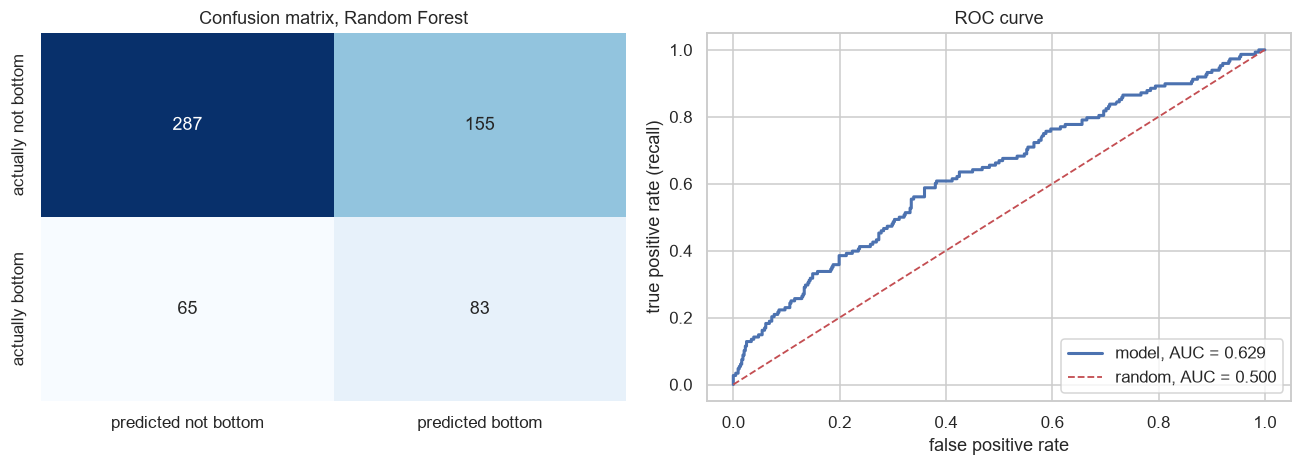 Confusion matrix, Random Forest
actually not bottom
287
155
actually bottom
65
83
predicted not bottom
predicted bottom
ROC curve
true positive rate (recall)
1.0
0.8
0.6
0.4
0.2
0.0
0.0
0.2
0.4
0.6
0.8
1.0
false positive rate
model, AUC = 0.629
random, AUC = 0.500